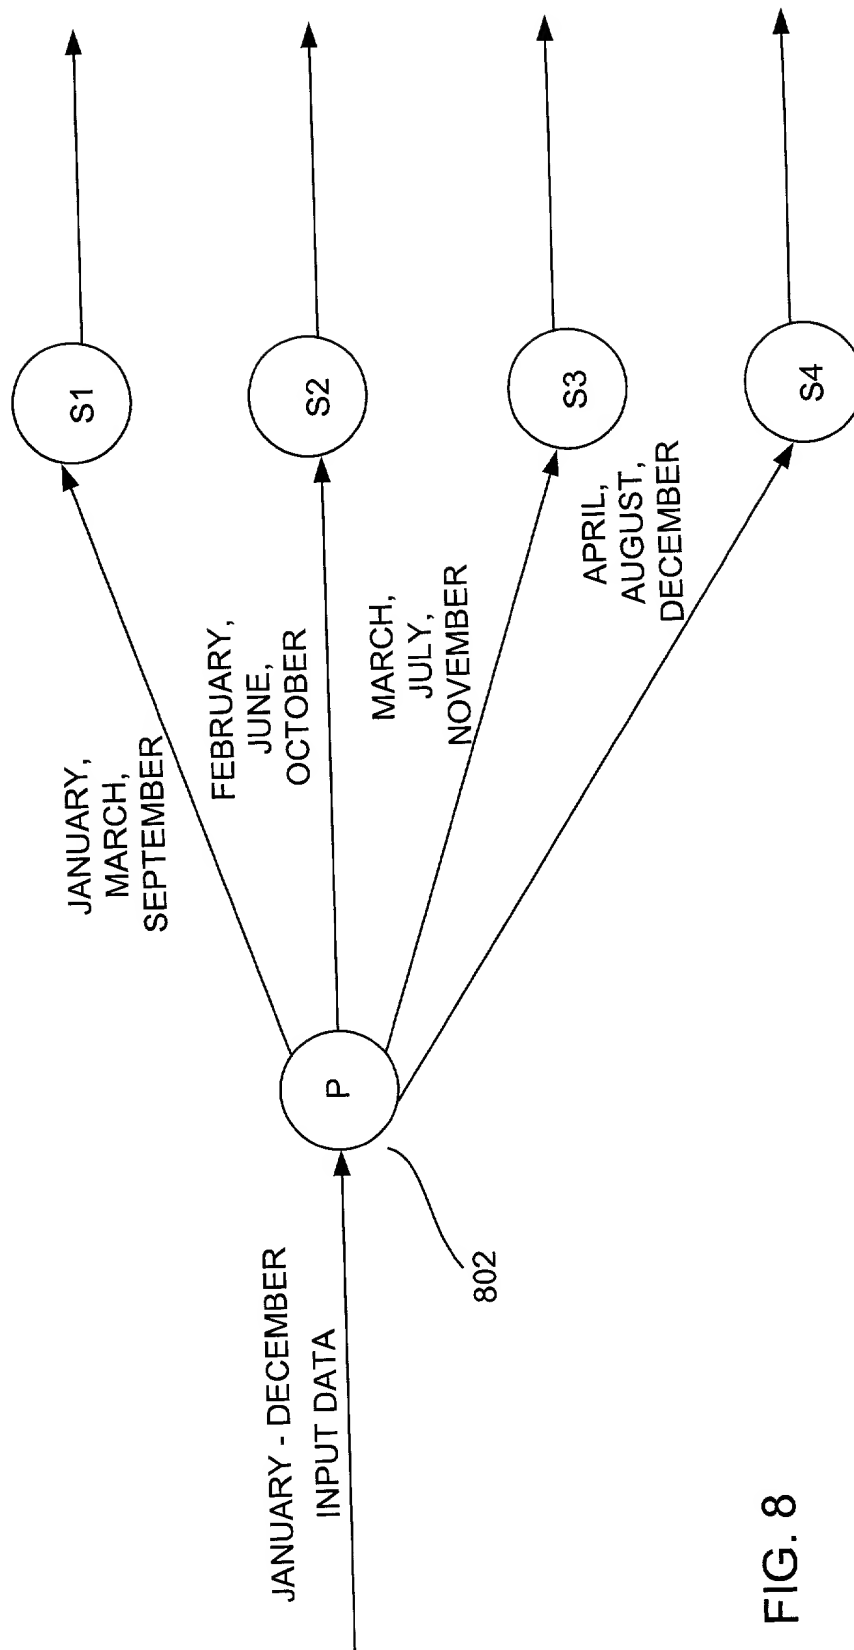 JANUARY - DECEMBER
INPUT DATA
802
P
JANUARY,
MARCH,
SEPTEMBER
FEBRUARY,
JUNE,
OCTOBER
MARCH,
JULY,
NOVEMBER
APRIL,
AUGUST,
DECEMBER
S1
S2
S3
S4
FIG. 8